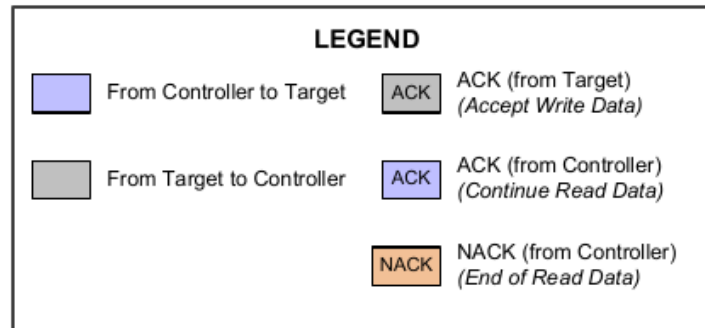 LEGEND
From Controller to Target
ACK
ACK (from Target)
(Accept Write Data)
From Target to Controller
ACK
ACK (from Controller)
(Continue Read Data)
NACK
NACK (from Controller)
(End of Read Data)